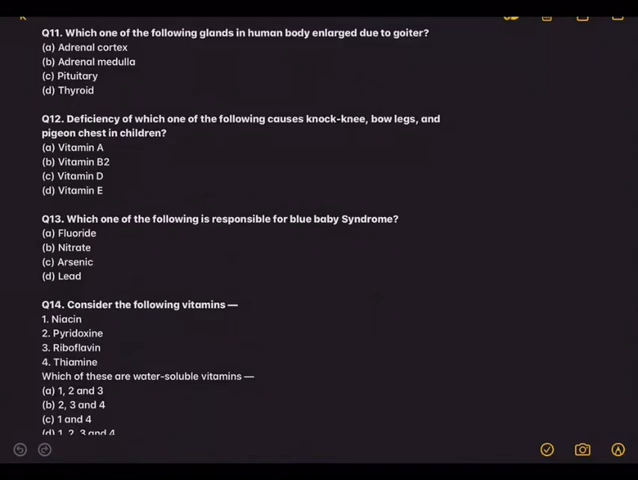 Q11. Which one of the following glands in human body enlarged due to goiter?
(a) Adrenal cortex
(b) Adrenal medulla
(c) Pituitary
(d) Thyroid
Q12. Deficiency of which one of the following causes knock-knee, bow legs, and
pigeon chest in children?
(a) Vitamin A
(b) Vitamin B2
(c) Vitamin D
(d) Vitamin E
Q13. Which one of the following is responsible for blue baby Syndrome?
(a) Fluoride
(b) Nitrate
(c) Arsenic
(d) Lead
Q14. Consider the following vitamins —
1. Niacin
2. Pyridoxine
3. Riboflavin
4. Thiamine
Which of these are water-soluble vitamins —
(a) 1, 2 and 3
(b) 2, 3 and 4
(c) 1 and 4
(d) 1, 2, 3 and 4